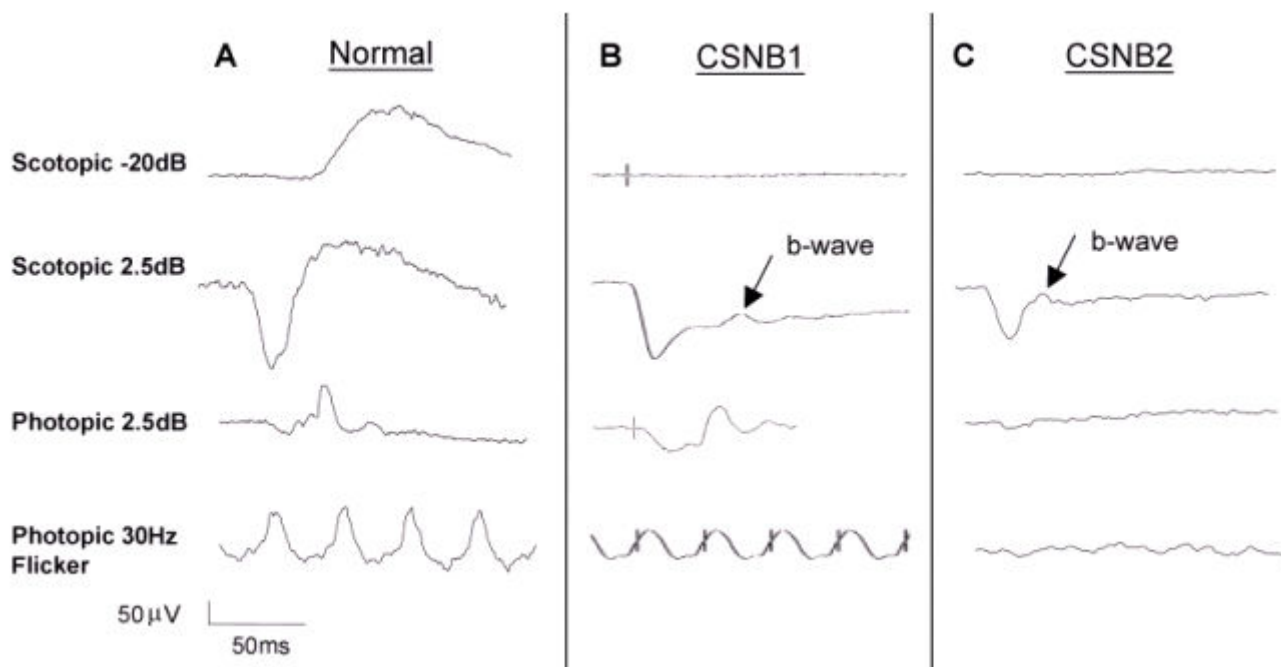 A Normal
B CSNB1
C CSNB2
Scotopic -20dB
Scotopic 2.5dB
b-wave
b-wave
Photopic 2.5dB
Photopic 30Hz
Flicker
50μV
50ms